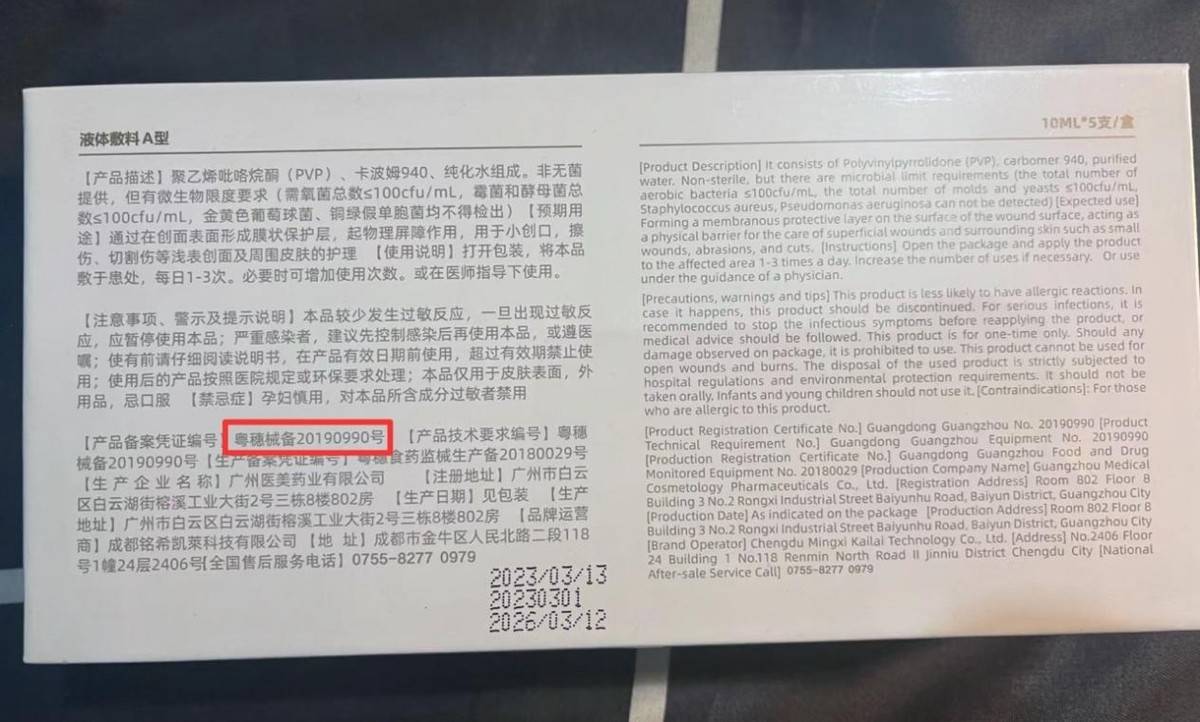 液体敷料A型
【产品描述】聚乙烯吡咯烷酮（PVP）、卡波姆940、纯化水组成。非无菌
提供，但有微生物限度要求（需氧菌总数≤100cfu/mL，霉菌和酵母菌总
数≤100cfu/mL，金黄色葡萄球菌、铜绿假单胞菌均不得检出）【预期用
途】通过在创面表面形成膜状保护层，起物理屏障作用，用于小创口，擦
伤、切割伤等浅表创面及周围皮肤的护理 【使用说明】打开包装，将本品
敷于患处，每日1-3次。必要时可增加使用次数。或在医师指导下使用。
【注意事项、警示及提示说明】本品较少发生过敏反应，一旦出现过敏反
应，应暂停使用本品；严重感染者，建议先控制感染后再使用本品，或遵医
嘱；使有前请仔细阅读说明书，在产品有效日期前使用，超过有效期禁止使
用；使用后的产品按照医院规定或环保要求处理；本品仅用于皮肤表面，外
用品，忌口服 【禁忌症】孕妇慎用，对本品所含成分过敏者禁用
【产品备案凭证编号】粤穗械备20190990号 【产品技术要求编号】粤穗
械备20190990号【生产备案凭证编号】粤穗食药监械生产备20180029号
【生产企业名称】广州医美药业有限公司 【注册地址】广州市白云
区白云湖街榕溪工业大街2号三栋8楼802房 【生产日期】见包装 【生产
地址】广州市白云区白云湖街榕溪工业大街2号三栋8楼802房 【品牌运营
商】成都铭希凯莱科技有限公司【地 址】成都市金牛区人民北路二段118
号1幢24层2406号【全国售后服务电话】0755-8277 0979
2023/03/13
20230301
2026/03/12
10ML*5支/盒
[Product Description] It consists of Polyvinylpyrrolidone (PVP), carbomer 940, purified
water. Non-sterile, but there are microbial limit requirements (the total number of
aerobic bacteria ≤100cfu/mL, the total number of molds and yeasts ≤100cfu/mL,
Staphylococcus aureus, Pseudomonas aeruginosa can not be detected) [Expected use]
Forming a membranous protective layer on the surface of the wound surface, acting as
a physical barrier for the care of superficial wounds and surrounding skin such as small
wounds, abrasions, and cuts. [Instructions] Open the package and apply the product
to the affected area 1-3 times a day. Increase the number of uses if necessary. Or use
under the guidance of a physician.
[Precautions, warnings and tips] This product is less likely to have allergic reactions. In
case it happens, this product should be discontinued. For serious infections, it is
recommended to stop the infectious symptoms before reapplying the product, or
medical advice should be followed. This product is for one-time only. Should any
damage observed on package, it is prohibited to use. This product cannot be used for
open wounds and burns. The disposal of the used product is strictly subjected to
hospital regulations and environmental protection requirements. It should not be
taken orally. Infants and young children should not use it. [Contraindications]: For those
who are allergic to this product.
[Product Registration Certificate No.] Guangdong Guangzhou No. 20190990 [Product
Technical Requirement No.] Guangdong Guangzhou Equipment No. 20190990
[Production Registration Certificate No.] Guangdong Guangzhou Food and Drug
Monitored Equipment No. 20180029 [Production Company Name] Guangzhou Medical
Cosmetology Pharmaceuticals Co., Ltd. [Registration Address] Room 802 Floor 8
Building 3 No.2 Rongxi Industrial Street Baiyunhu Road, Baiyun District, Guangzhou City
[Production Date] As indicated on the package [Production Address] Room 802 Floor 8
Building 3 No.2 Rongxi Industrial Street Baiyunhu Road, Baiyun District, Guangzhou City
[Brand Operator] Chengdu Mingxi Kailai Technology Co., Ltd. [Address] No.2406 Floor
24 Building 1 No.118 Renmin North Road II Jinniu District Chengdu City [National
After-sale Service Call] 0755-8277 0979